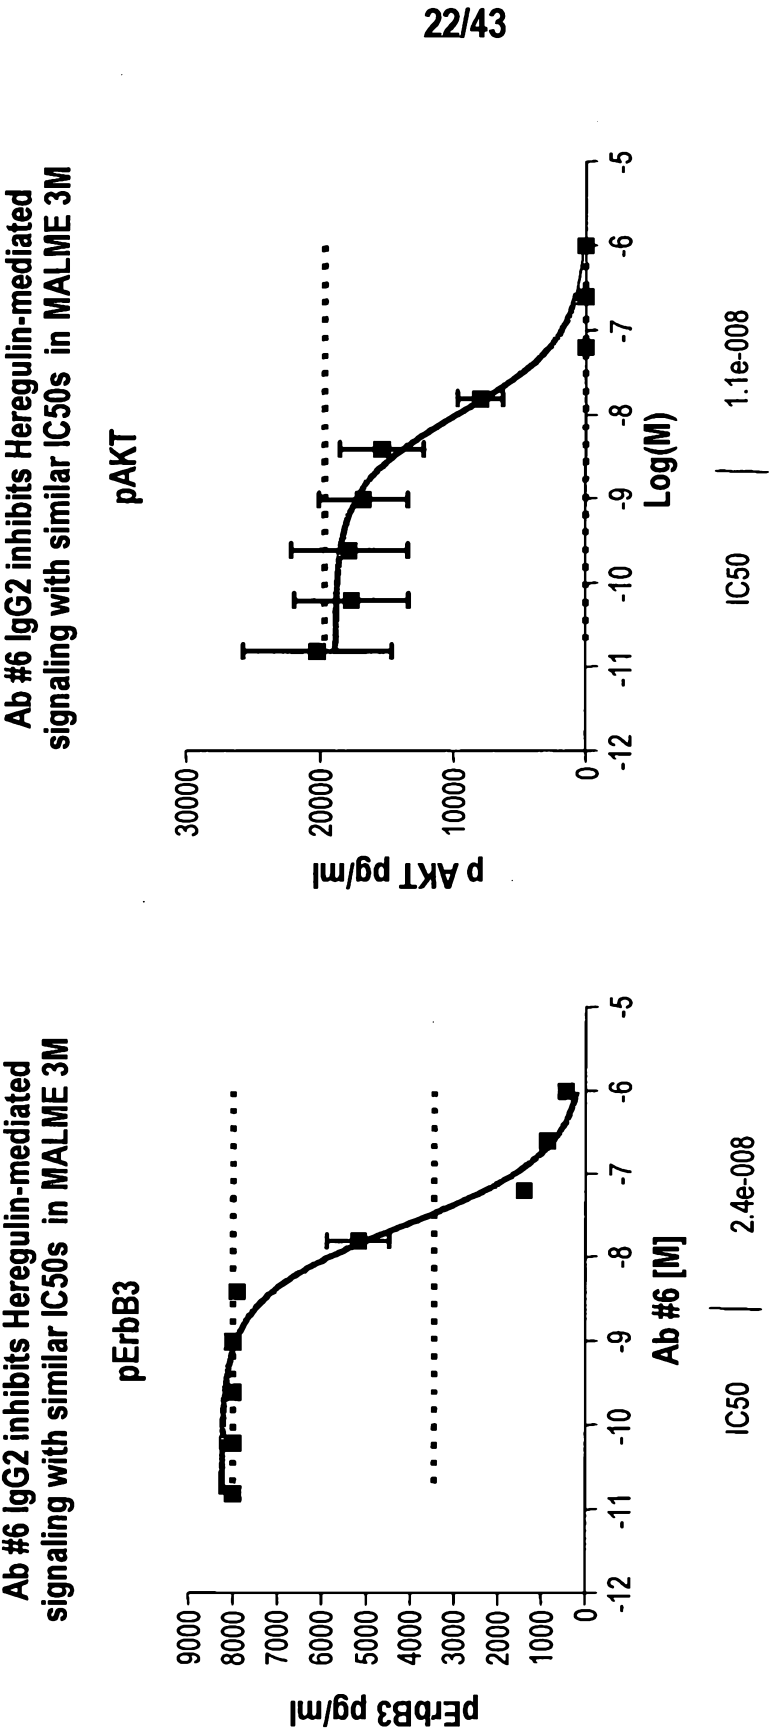 22/43
Ab #6 IgG2 inhibits Heregulin-mediated
signaling with similar IC50s in MALME 3M
pErbB3
pErbB3 pg/ml
9000
8000
7000
6000
5000
4000
3000
2000
1000
0
-12
-11
-10
-9
-8
-7
-6
-5
Ab #6 [M]
IC50 2.4e-008
Ab #6 IgG2 inhibits Heregulin-mediated
signaling with similar IC50s in MALME 3M
pAKT
p AKT pg/ml
30000
20000
10000
0
-12
-11
-10
-9
-8
-7
-6
-5
Log(M)
IC50 1.1e-008